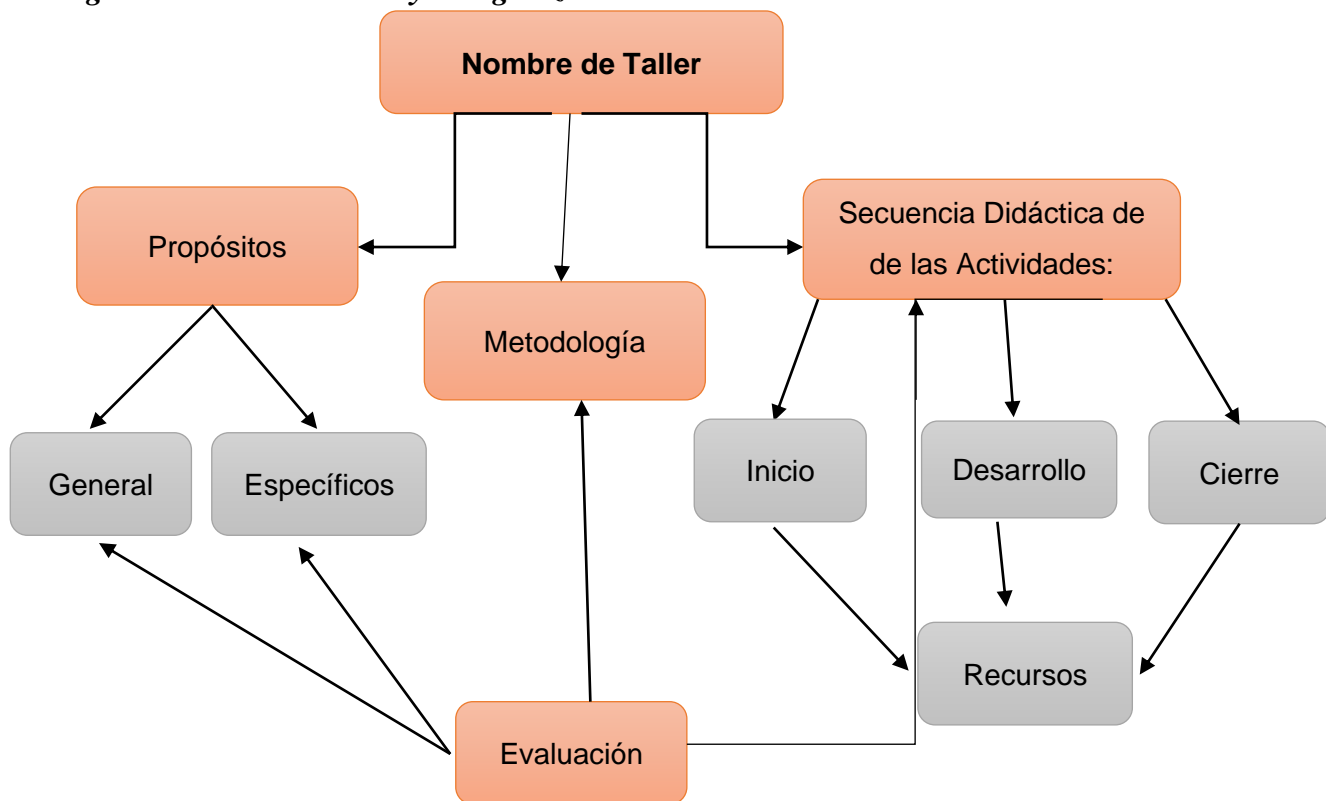 Nombre de Taller
Secuencia Didáctica de
de las Actividades:
Propósitos
Metodología
General
Específicos
Inicio
Desarrollo
Cierre
Recursos
Evaluación